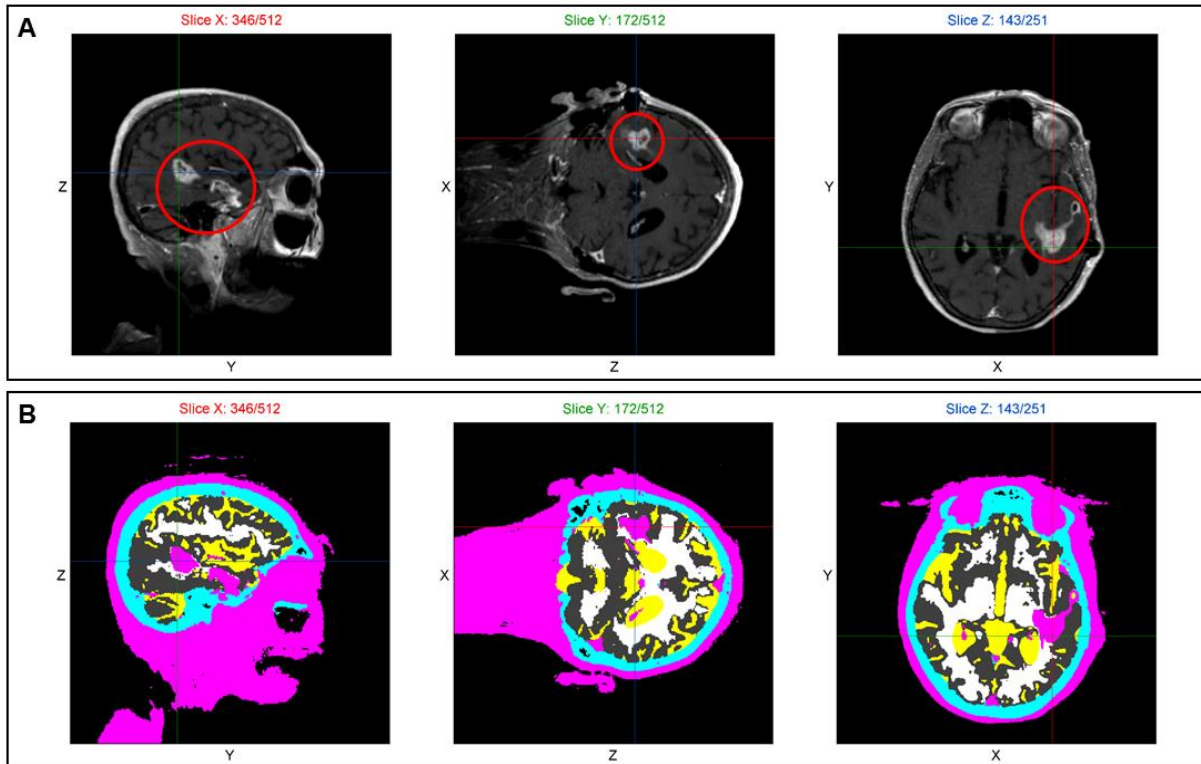 A
Slice X: 346/512
Slice Y: 172/512
Slice Z: 143/251
Z
X
Y
Y
Z
X
B
Slice X: 346/512
Slice Y: 172/512
Slice Z: 143/251
Z
X
Y
Y
Z
X